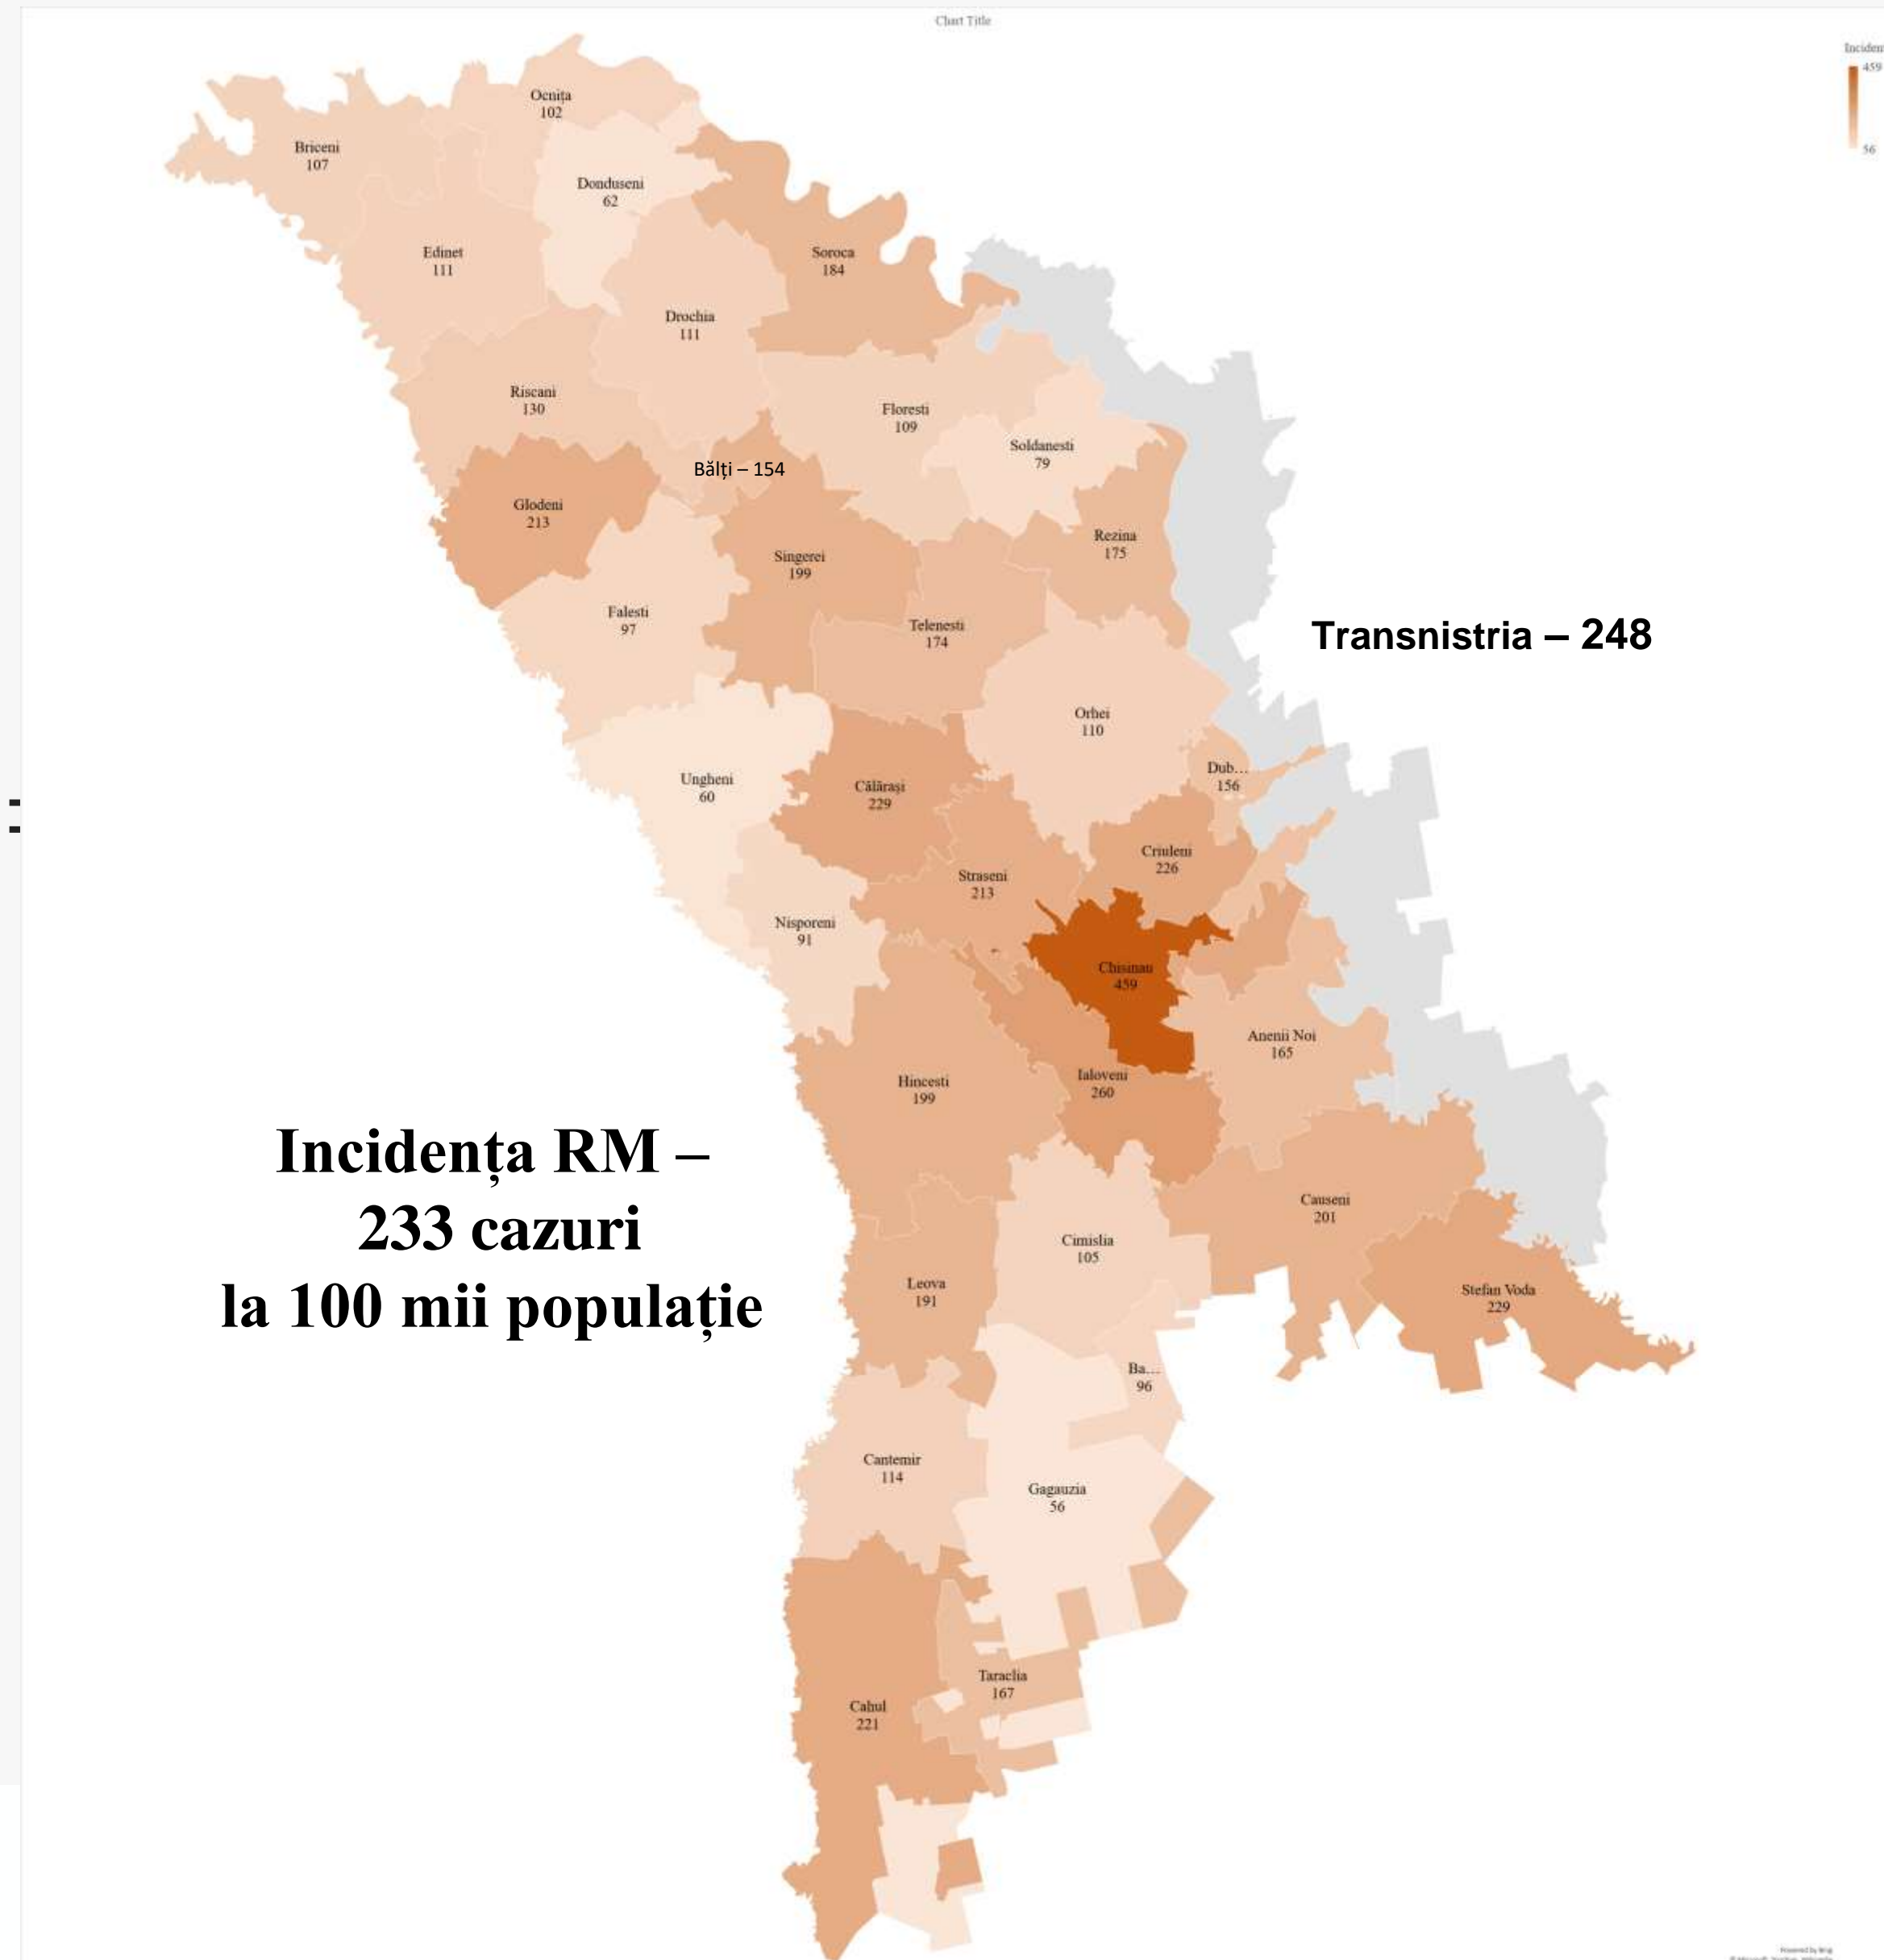 Chart Title
Inciden
459
56
Ocnița
102
Briceni
107
Donduseni
62
Edinet
111
Soroca
184
Drochia
111
Riscani
130
Floresti
109
Soldanesti
79
Bălți – 154
Glodeni
213
Rezina
175
Singerei
199
Falesti
97
Telenesti
174
Transnistria – 248
Orhei
110
Ungheni
60
Dub...
156
Călărași
229
Criuleni
226
Straseni
213
Nisporeni
91
Chisinau
459
Anenii Noi
165
Hincesti
199
Ialoveni
260
Incidența RM –
233 cazuri
la 100 mii populație
Causeni
201
Cimislia
105
Leova
191
Stefan Voda
229
Ba...
96
Cantemir
114
Gagauzia
56
Taraclia
167
Cahul
221
Powered by Bing